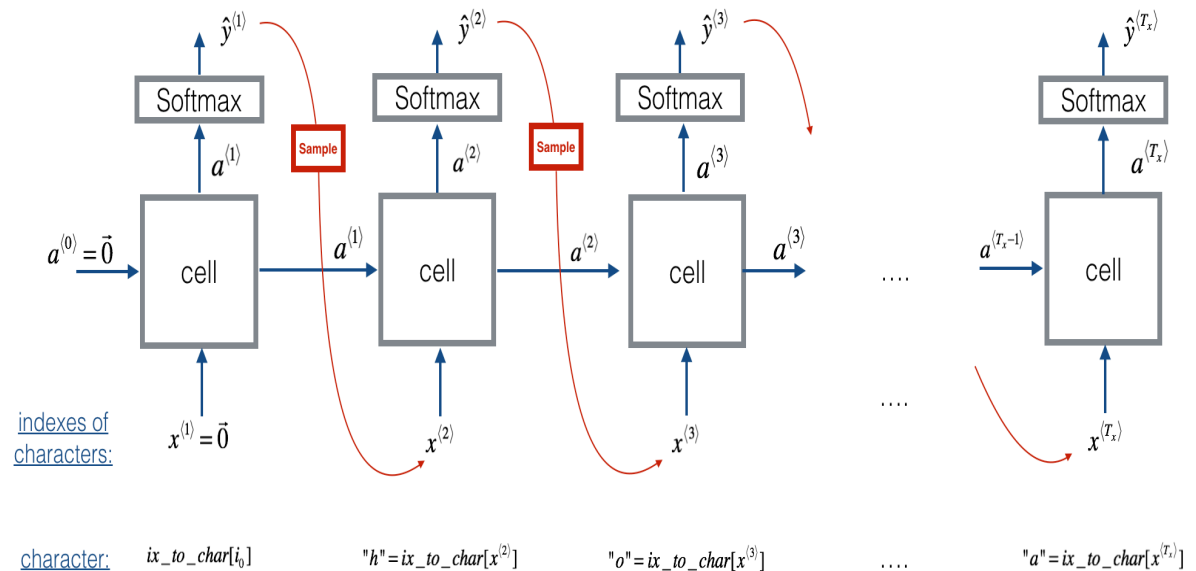 ŷ⟨1⟩ ŷ⟨2⟩ ŷ⟨3⟩ ŷ⟨Tₓ⟩
Softmax Softmax Softmax Softmax
Sample Sample
a⟨1⟩ a⟨2⟩ a⟨3⟩ a⟨Tₓ⟩
a⟨0⟩ = 0⃗ a⟨1⟩ a⟨2⟩ a⟨3⟩ a⟨Tₓ−1⟩
cell cell cell .... cell
....
indexes of
characters:
x⟨1⟩ = 0⃗ x⟨2⟩ x⟨3⟩ x⟨Tₓ⟩
character: ix_to_char[i₀] "h" = ix_to_char[x⟨2⟩] "o" = ix_to_char[x⟨3⟩] .... "a" = ix_to_char[x⟨Tₓ⟩]